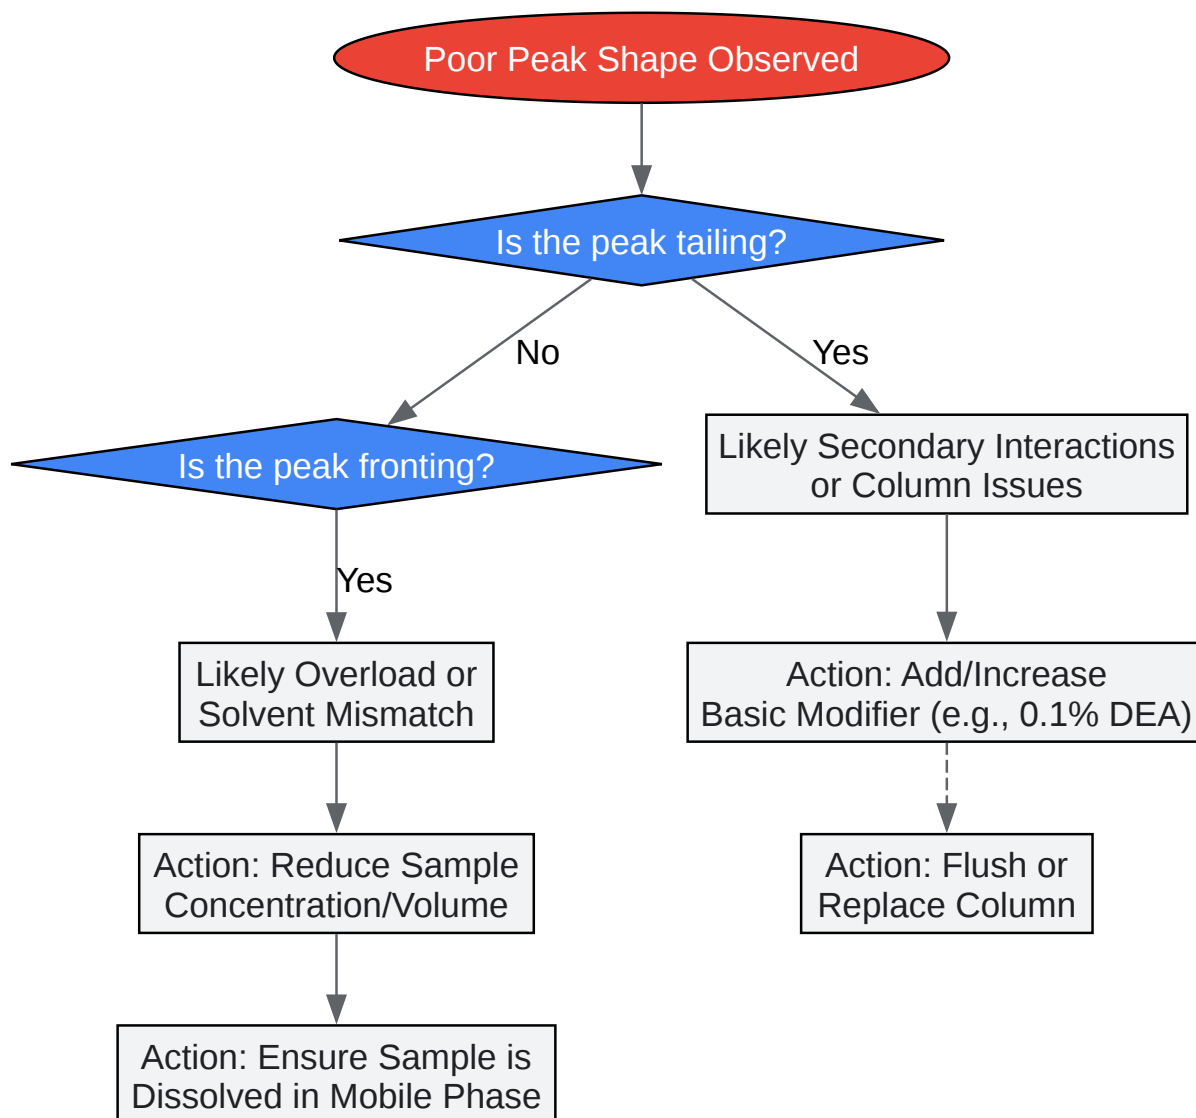 Poor Peak Shape Observed
Is the peak tailing?
No
Yes
Is the peak fronting?
Likely Secondary Interactions
or Column Issues
Yes
Likely Overload or
Solvent Mismatch
Action: Add/Increase
Basic Modifier (e.g., 0.1% DEA)
Action: Reduce Sample
Concentration/Volume
Action: Flush or
Replace Column
Action: Ensure Sample is
Dissolved in Mobile Phase